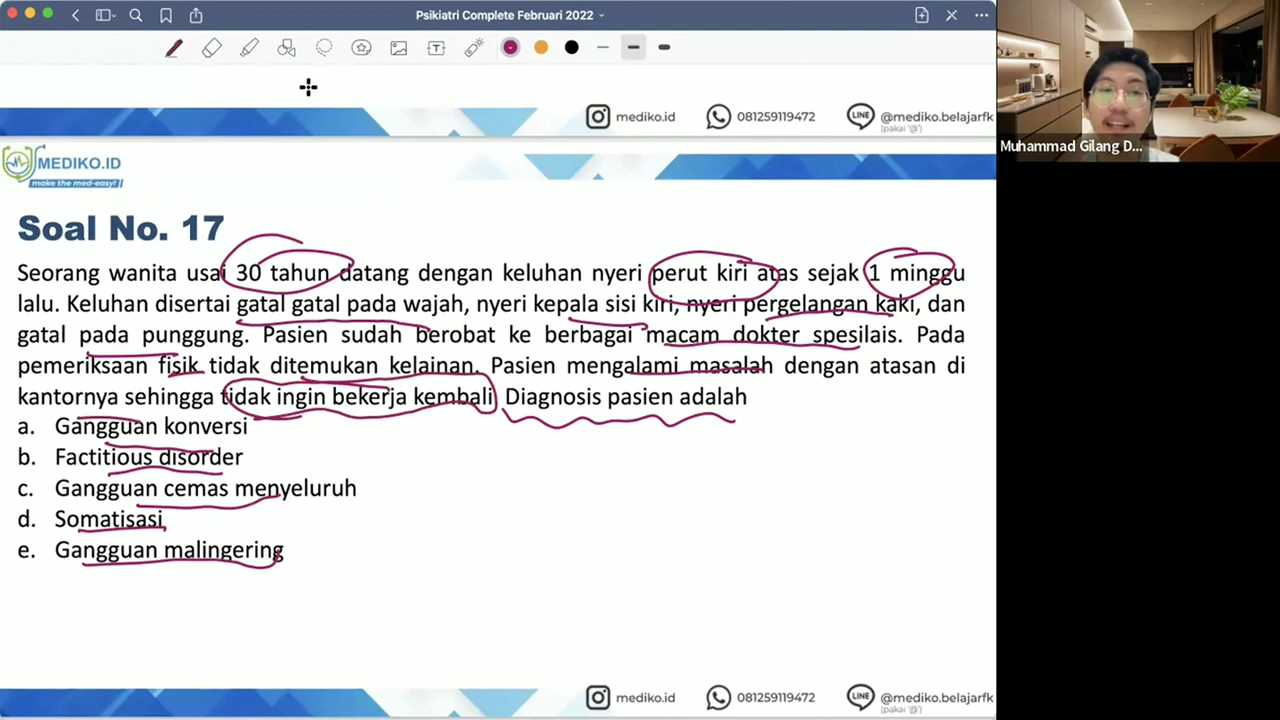 Psikiatri Complete Februari 2022
mediko.id
081259119472
@mediko.belajarfk
(pakai '@')
Muhammad Gilang D...
MEDIKO.ID
make the med-easy!
Soal No. 17
Seorang wanita usai 30 tahun datang dengan keluhan nyeri perut kiri atas sejak 1 minggu
lalu. Keluhan disertai gatal gatal pada wajah, nyeri kepala sisi kiri, nyeri pergelangan kaki, dan
gatal pada punggung. Pasien sudah berobat ke berbagai macam dokter spesilais. Pada
pemeriksaan fisik tidak ditemukan kelainan. Pasien mengalami masalah dengan atasan di
kantornya sehingga tidak ingin bekerja kembali. Diagnosis pasien adalah
a. Gangguan konversi
b. Factitious disorder
c. Gangguan cemas menyeluruh
d. Somatisasi
e. Gangguan malingering
mediko.id
081259119472
@mediko.belajarfk
(pakai '@')